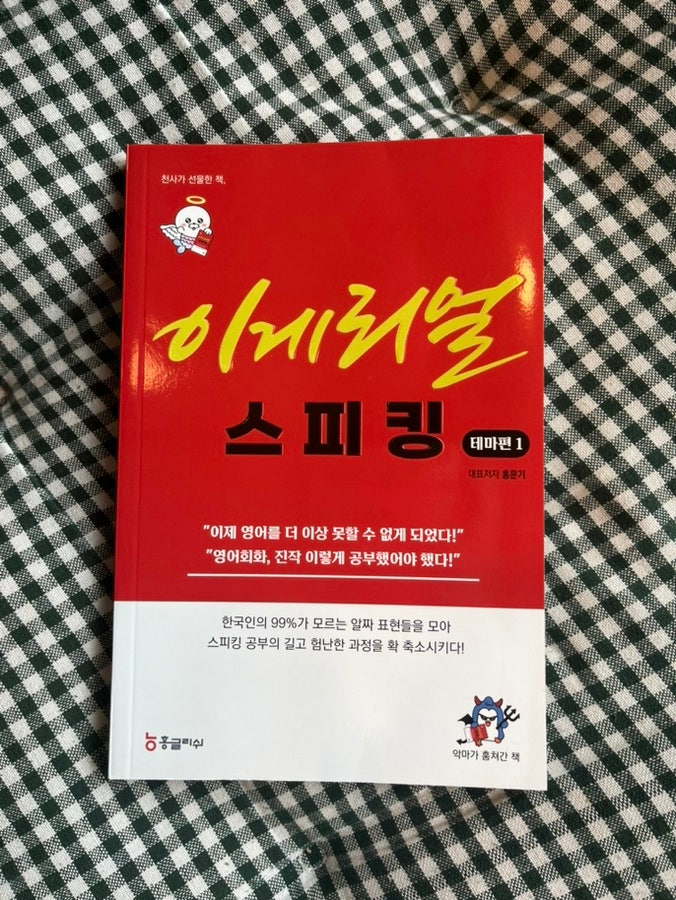 천사가 선물한 책,
이게리얼
스피킹
테마편 1
대표저자 홍문기
"이제 영어를 더 이상 못할 수 없게 되었다!"
"영어회화, 진작 이렇게 공부했어야 했다!"
한국인의 99%가 모르는 알짜 표현들을 모아
스피킹 공부의 길고 험난한 과정을 확 축소시키다!
홍글리쉬
악마가 훔쳐간 책